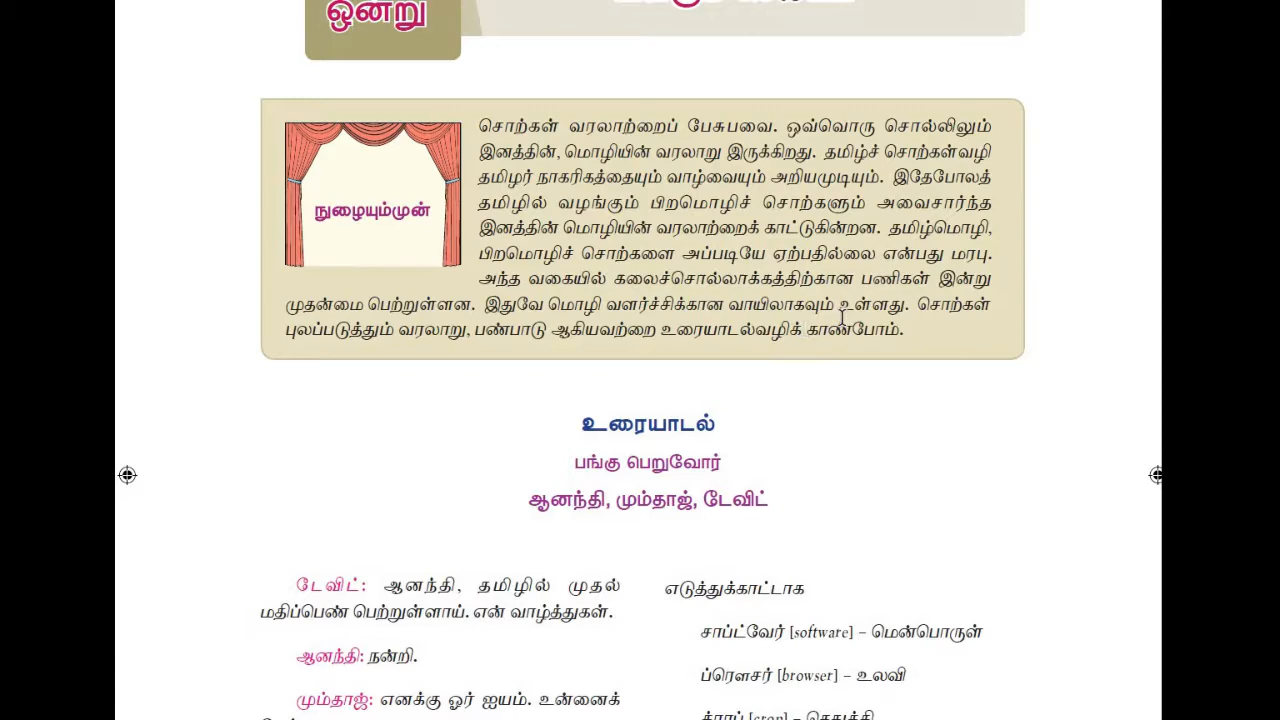 ஒன்று
சொற்கள் வரலாற்றைப் பேசுபவை. ஒவ்வொரு சொல்லிலும்
இனத்தின், மொழியின் வரலாறு இருக்கிறது. தமிழ்ச் சொற்கள்வழி
தமிழர் நாகரிகத்தையும் வாழ்வையும் அறியமுடியும். இதேபோலத்
தமிழில் வழங்கும் பிறமொழிச் சொற்களும் அவைசார்ந்த
நுழையும்முன்
இனத்தின் மொழியின் வரலாற்றைக் காட்டுகின்றன. தமிழ்மொழி,
பிறமொழிச் சொற்களை அப்படியே ஏற்பதில்லை என்பது மரபு.
அந்த வகையில் கலைச்சொல்லாக்கத்திற்கான பணிகள் இன்று
முதன்மை பெற்றுள்ளன. இதுவே மொழி வளர்ச்சிக்கான வாயிலாகவும் உள்ளது. சொற்கள்
புலப்படுத்தும் வரலாறு, பண்பாடு ஆகியவற்றை உரையாடல்வழிக் காண்போம்.
உரையாடல்
பங்கு பெறுவோர்
ஆனந்தி, மும்தாஜ், டேவிட்
டேவிட்: ஆனந்தி, தமிழில் முதல்
மதிப்பெண் பெற்றுள்ளாய். என் வாழ்த்துகள்.
ஆனந்தி: நன்றி.
மும்தாஜ்: எனக்கு ஓர் ஐயம். உன்னைக்
எடுத்துக்காட்டாக
சாப்ட்வேர் [software] – மென்பொருள்
ப்ரௌசர் [browser] – உலவி